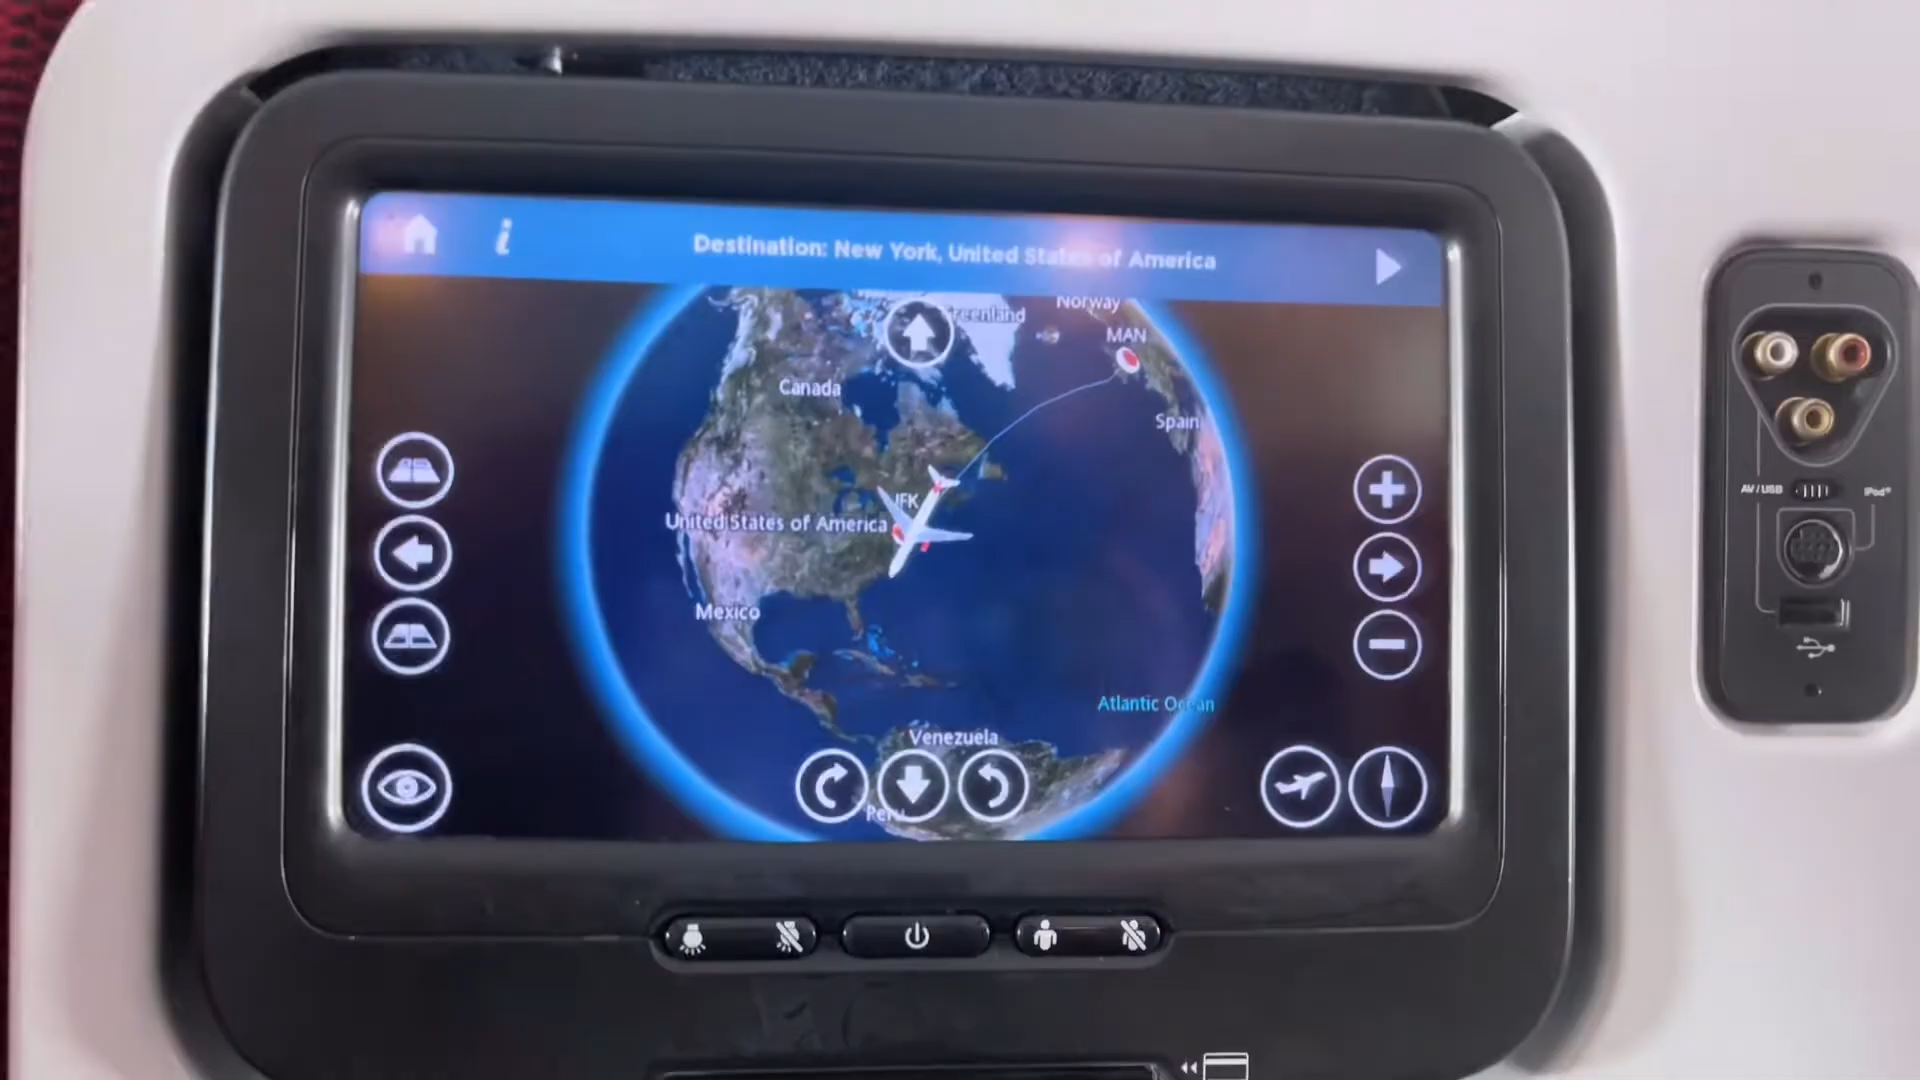 i
Destination: New York, United States of America
Norway
Greenland
MAN
Canada
Spain
JFK
United States of America
AV / USB
iPod®
Mexico
Atlantic Ocean
Venezuela
Peru